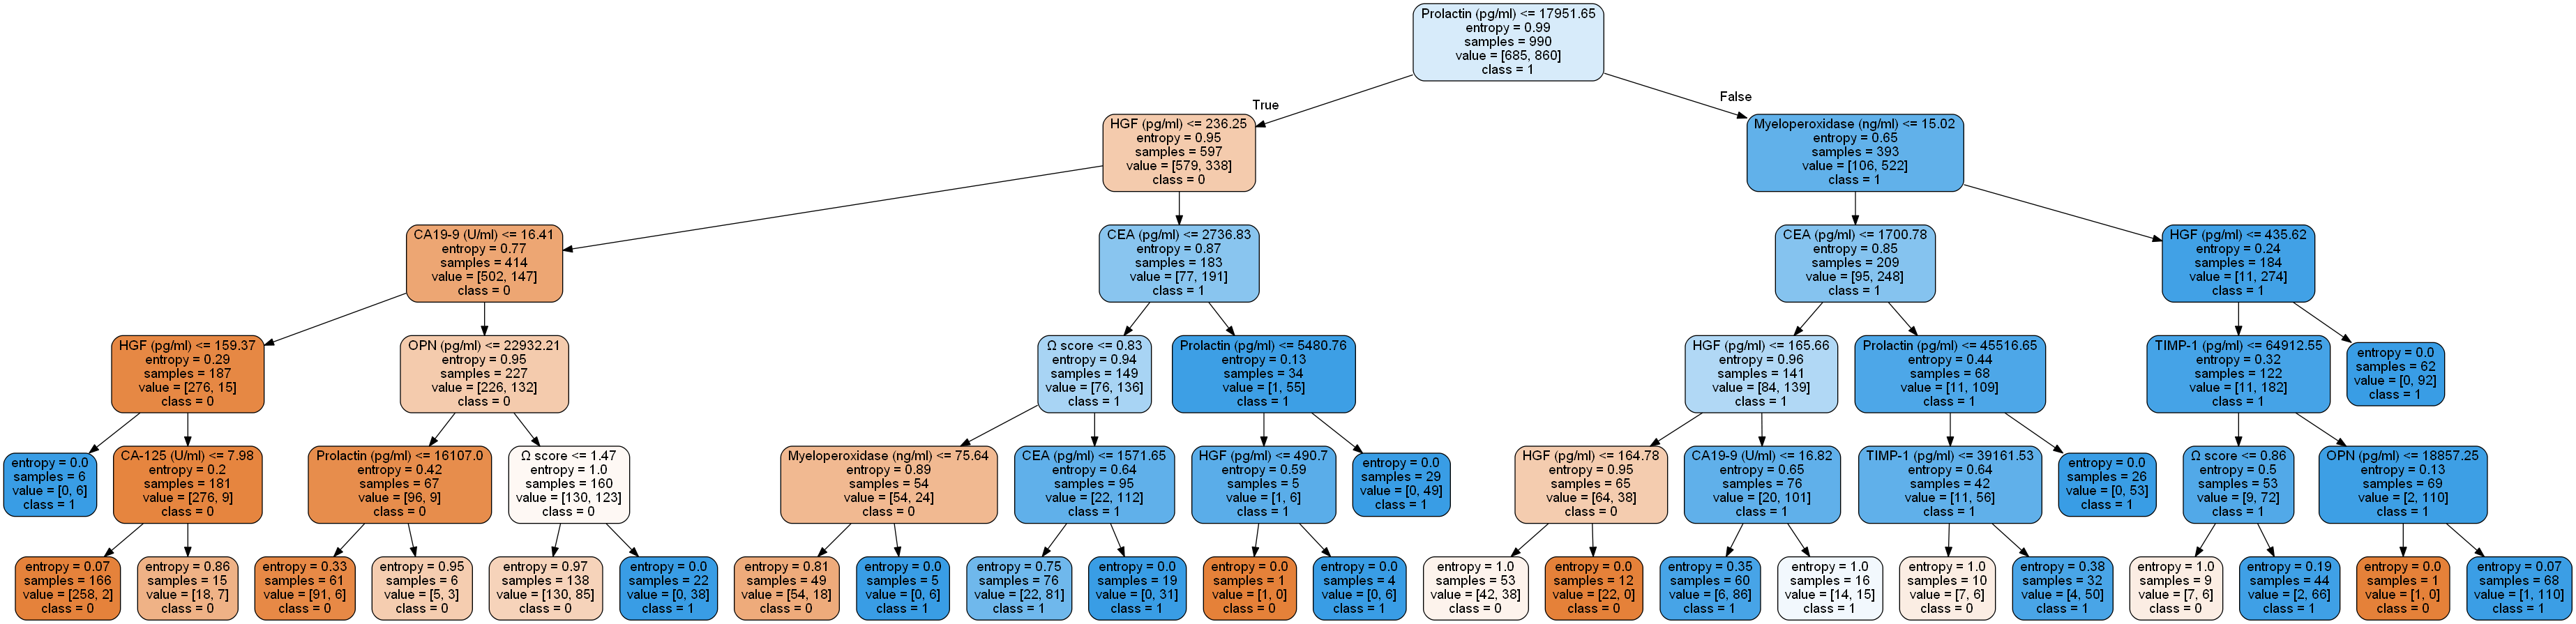 Prolactin (pg/ml) <= 17951.65
entropy = 0.99
samples = 990
value = [685, 860]
class = 1
True
False
HGF (pg/ml) <= 236.25
entropy = 0.95
samples = 597
value = [579, 338]
class = 0
Myeloperoxidase (ng/ml) <= 15.02
entropy = 0.65
samples = 393
value = [106, 522]
class = 1
CA19-9 (U/ml) <= 16.41
entropy = 0.77
samples = 414
value = [502, 147]
class = 0
CEA (pg/ml) <= 2736.83
entropy = 0.87
samples = 183
value = [77, 191]
class = 1
CEA (pg/ml) <= 1700.78
entropy = 0.85
samples = 209
value = [95, 248]
class = 1
HGF (pg/ml) <= 435.62
entropy = 0.24
samples = 184
value = [11, 274]
class = 1
HGF (pg/ml) <= 159.37
entropy = 0.29
samples = 187
value = [276, 15]
class = 0
OPN (pg/ml) <= 22932.21
entropy = 0.95
samples = 227
value = [226, 132]
class = 0
Ω score <= 0.83
entropy = 0.94
samples = 149
value = [76, 136]
class = 1
Prolactin (pg/ml) <= 5480.76
entropy = 0.13
samples = 34
value = [1, 55]
class = 1
HGF (pg/ml) <= 165.66
entropy = 0.96
samples = 141
value = [84, 139]
class = 1
Prolactin (pg/ml) <= 45516.65
entropy = 0.44
samples = 68
value = [11, 109]
class = 1
TIMP-1 (pg/ml) <= 64912.55
entropy = 0.32
samples = 122
value = [11, 182]
class = 1
entropy = 0.0
samples = 62
value = [0, 92]
class = 1
entropy = 0.0
samples = 6
value = [0, 6]
class = 1
CA-125 (U/ml) <= 7.98
entropy = 0.2
samples = 181
value = [276, 9]
class = 0
Prolactin (pg/ml) <= 16107.0
entropy = 0.42
samples = 67
value = [96, 9]
class = 0
Ω score <= 1.47
entropy = 1.0
samples = 160
value = [130, 123]
class = 0
Myeloperoxidase (ng/ml) <= 75.64
entropy = 0.89
samples = 54
value = [54, 24]
class = 0
CEA (pg/ml) <= 1571.65
entropy = 0.64
samples = 95
value = [22, 112]
class = 1
HGF (pg/ml) <= 490.7
entropy = 0.59
samples = 5
value = [1, 6]
class = 1
entropy = 0.0
samples = 29
value = [0, 49]
class = 1
HGF (pg/ml) <= 164.78
entropy = 0.95
samples = 65
value = [64, 38]
class = 0
CA19-9 (U/ml) <= 16.82
entropy = 0.65
samples = 76
value = [20, 101]
class = 1
TIMP-1 (pg/ml) <= 39161.53
entropy = 0.64
samples = 42
value = [11, 56]
class = 1
entropy = 0.0
samples = 26
value = [0, 53]
class = 1
Ω score <= 0.86
entropy = 0.5
samples = 53
value = [9, 72]
class = 1
OPN (pg/ml) <= 18857.25
entropy = 0.13
samples = 69
value = [2, 110]
class = 1
entropy = 0.07
samples = 166
value = [258, 2]
class = 0
entropy = 0.86
samples = 15
value = [18, 7]
class = 0
entropy = 0.33
samples = 61
value = [91, 6]
class = 0
entropy = 0.95
samples = 6
value = [5, 3]
class = 0
entropy = 0.97
samples = 138
value = [130, 85]
class = 0
entropy = 0.0
samples = 22
value = [0, 38]
class = 1
entropy = 0.81
samples = 49
value = [54, 18]
class = 0
entropy = 0.0
samples = 5
value = [0, 6]
class = 1
entropy = 0.75
samples = 76
value = [22, 81]
class = 1
entropy = 0.0
samples = 19
value = [0, 31]
class = 1
entropy = 0.0
samples = 1
value = [1, 0]
class = 0
entropy = 0.0
samples = 4
value = [0, 6]
class = 1
entropy = 1.0
samples = 53
value = [42, 38]
class = 0
entropy = 0.0
samples = 12
value = [22, 0]
class = 0
entropy = 0.35
samples = 60
value = [6, 86]
class = 1
entropy = 1.0
samples = 16
value = [14, 15]
class = 1
entropy = 1.0
samples = 10
value = [7, 6]
class = 0
entropy = 0.38
samples = 32
value = [4, 50]
class = 1
entropy = 1.0
samples = 9
value = [7, 6]
class = 0
entropy = 0.19
samples = 44
value = [2, 66]
class = 1
entropy = 0.0
samples = 1
value = [1, 0]
class = 0
entropy = 0.07
samples = 68
value = [1, 110]
class = 1